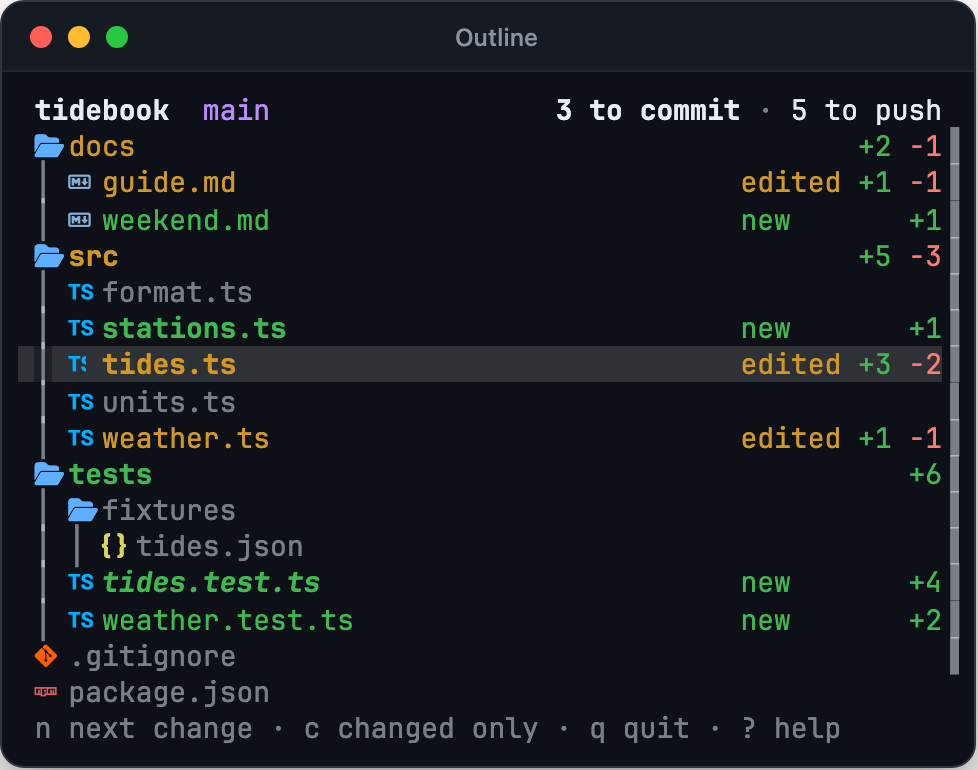 Outline
tidebook main 3 to commit · 5 to push
docs +2 -1
guide.md edited +1 -1
weekend.md new +1
src +5 -3
TS format.ts
TS stations.ts new +1
TS tides.ts edited +3 -2
TS units.ts
TS weather.ts edited +1 -1
tests +6
fixtures
{} tides.json
TS tides.test.ts new +4
TS weather.test.ts new +2
.gitignore
npm package.json
n next change · c changed only · q quit · ? help